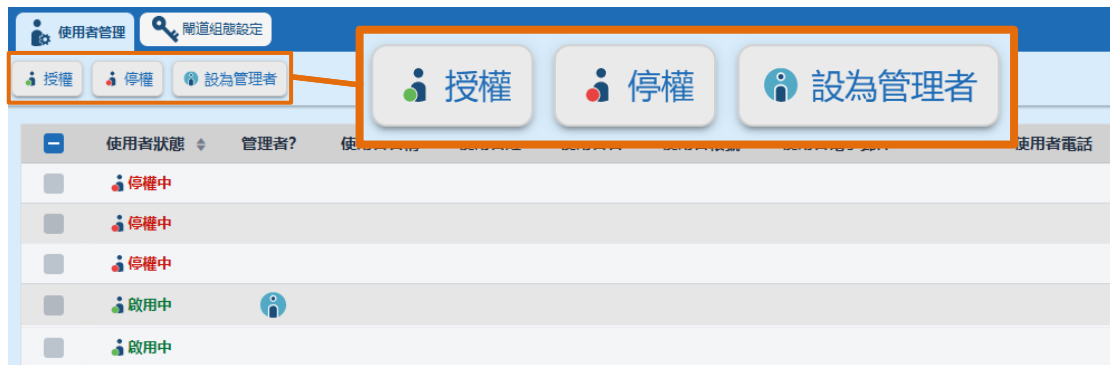 使用者管理 閘道組態設定
授權 停權 設為管理者
授權 停權 設為管理者
使用者狀態 管理者? 使用者電話
停權中
停權中
停權中
啟用中
啟用中